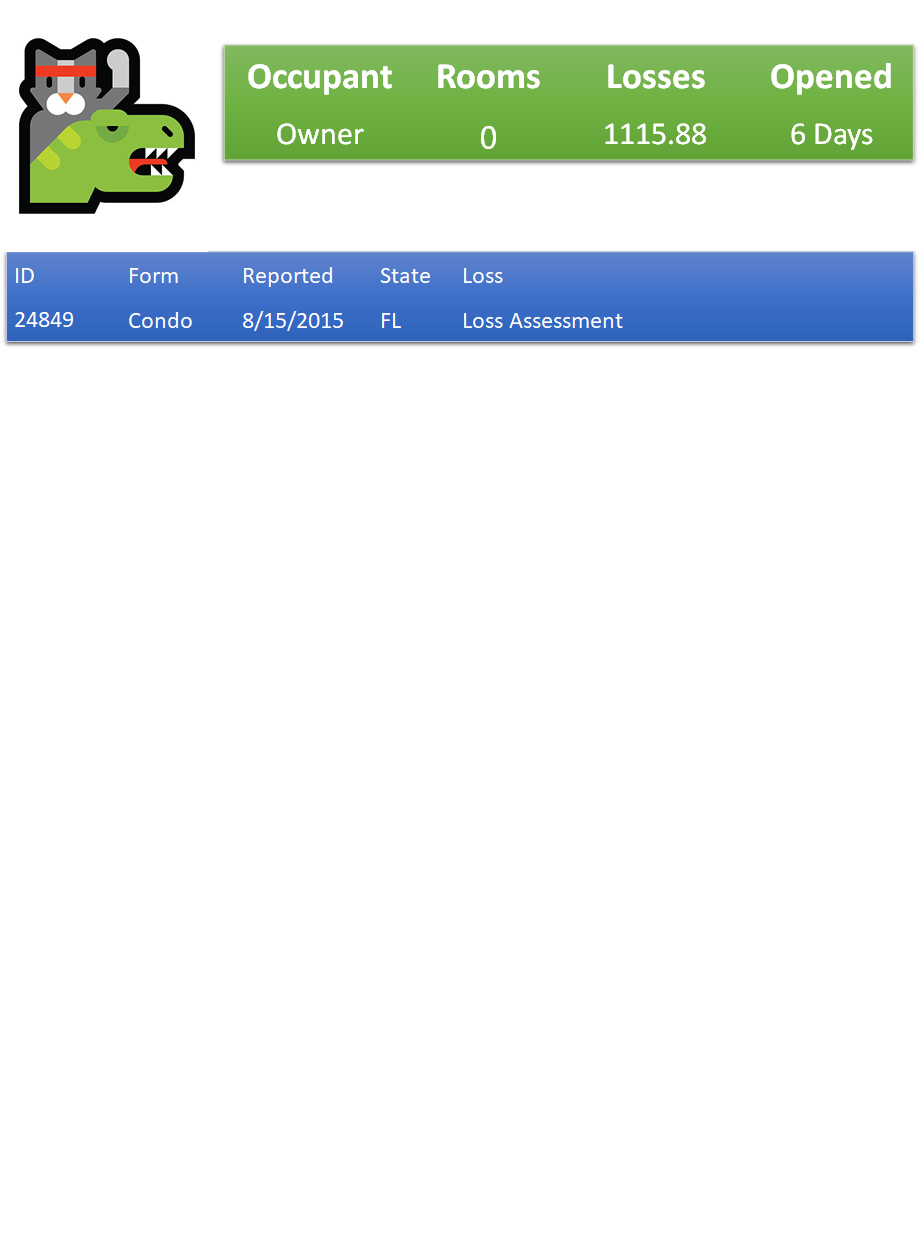 Occupant Rooms Losses Opened
Owner 0 1115.88 6 Days
ID Form Reported State Loss
24849 Condo 8/15/2015 FL Loss Assessment